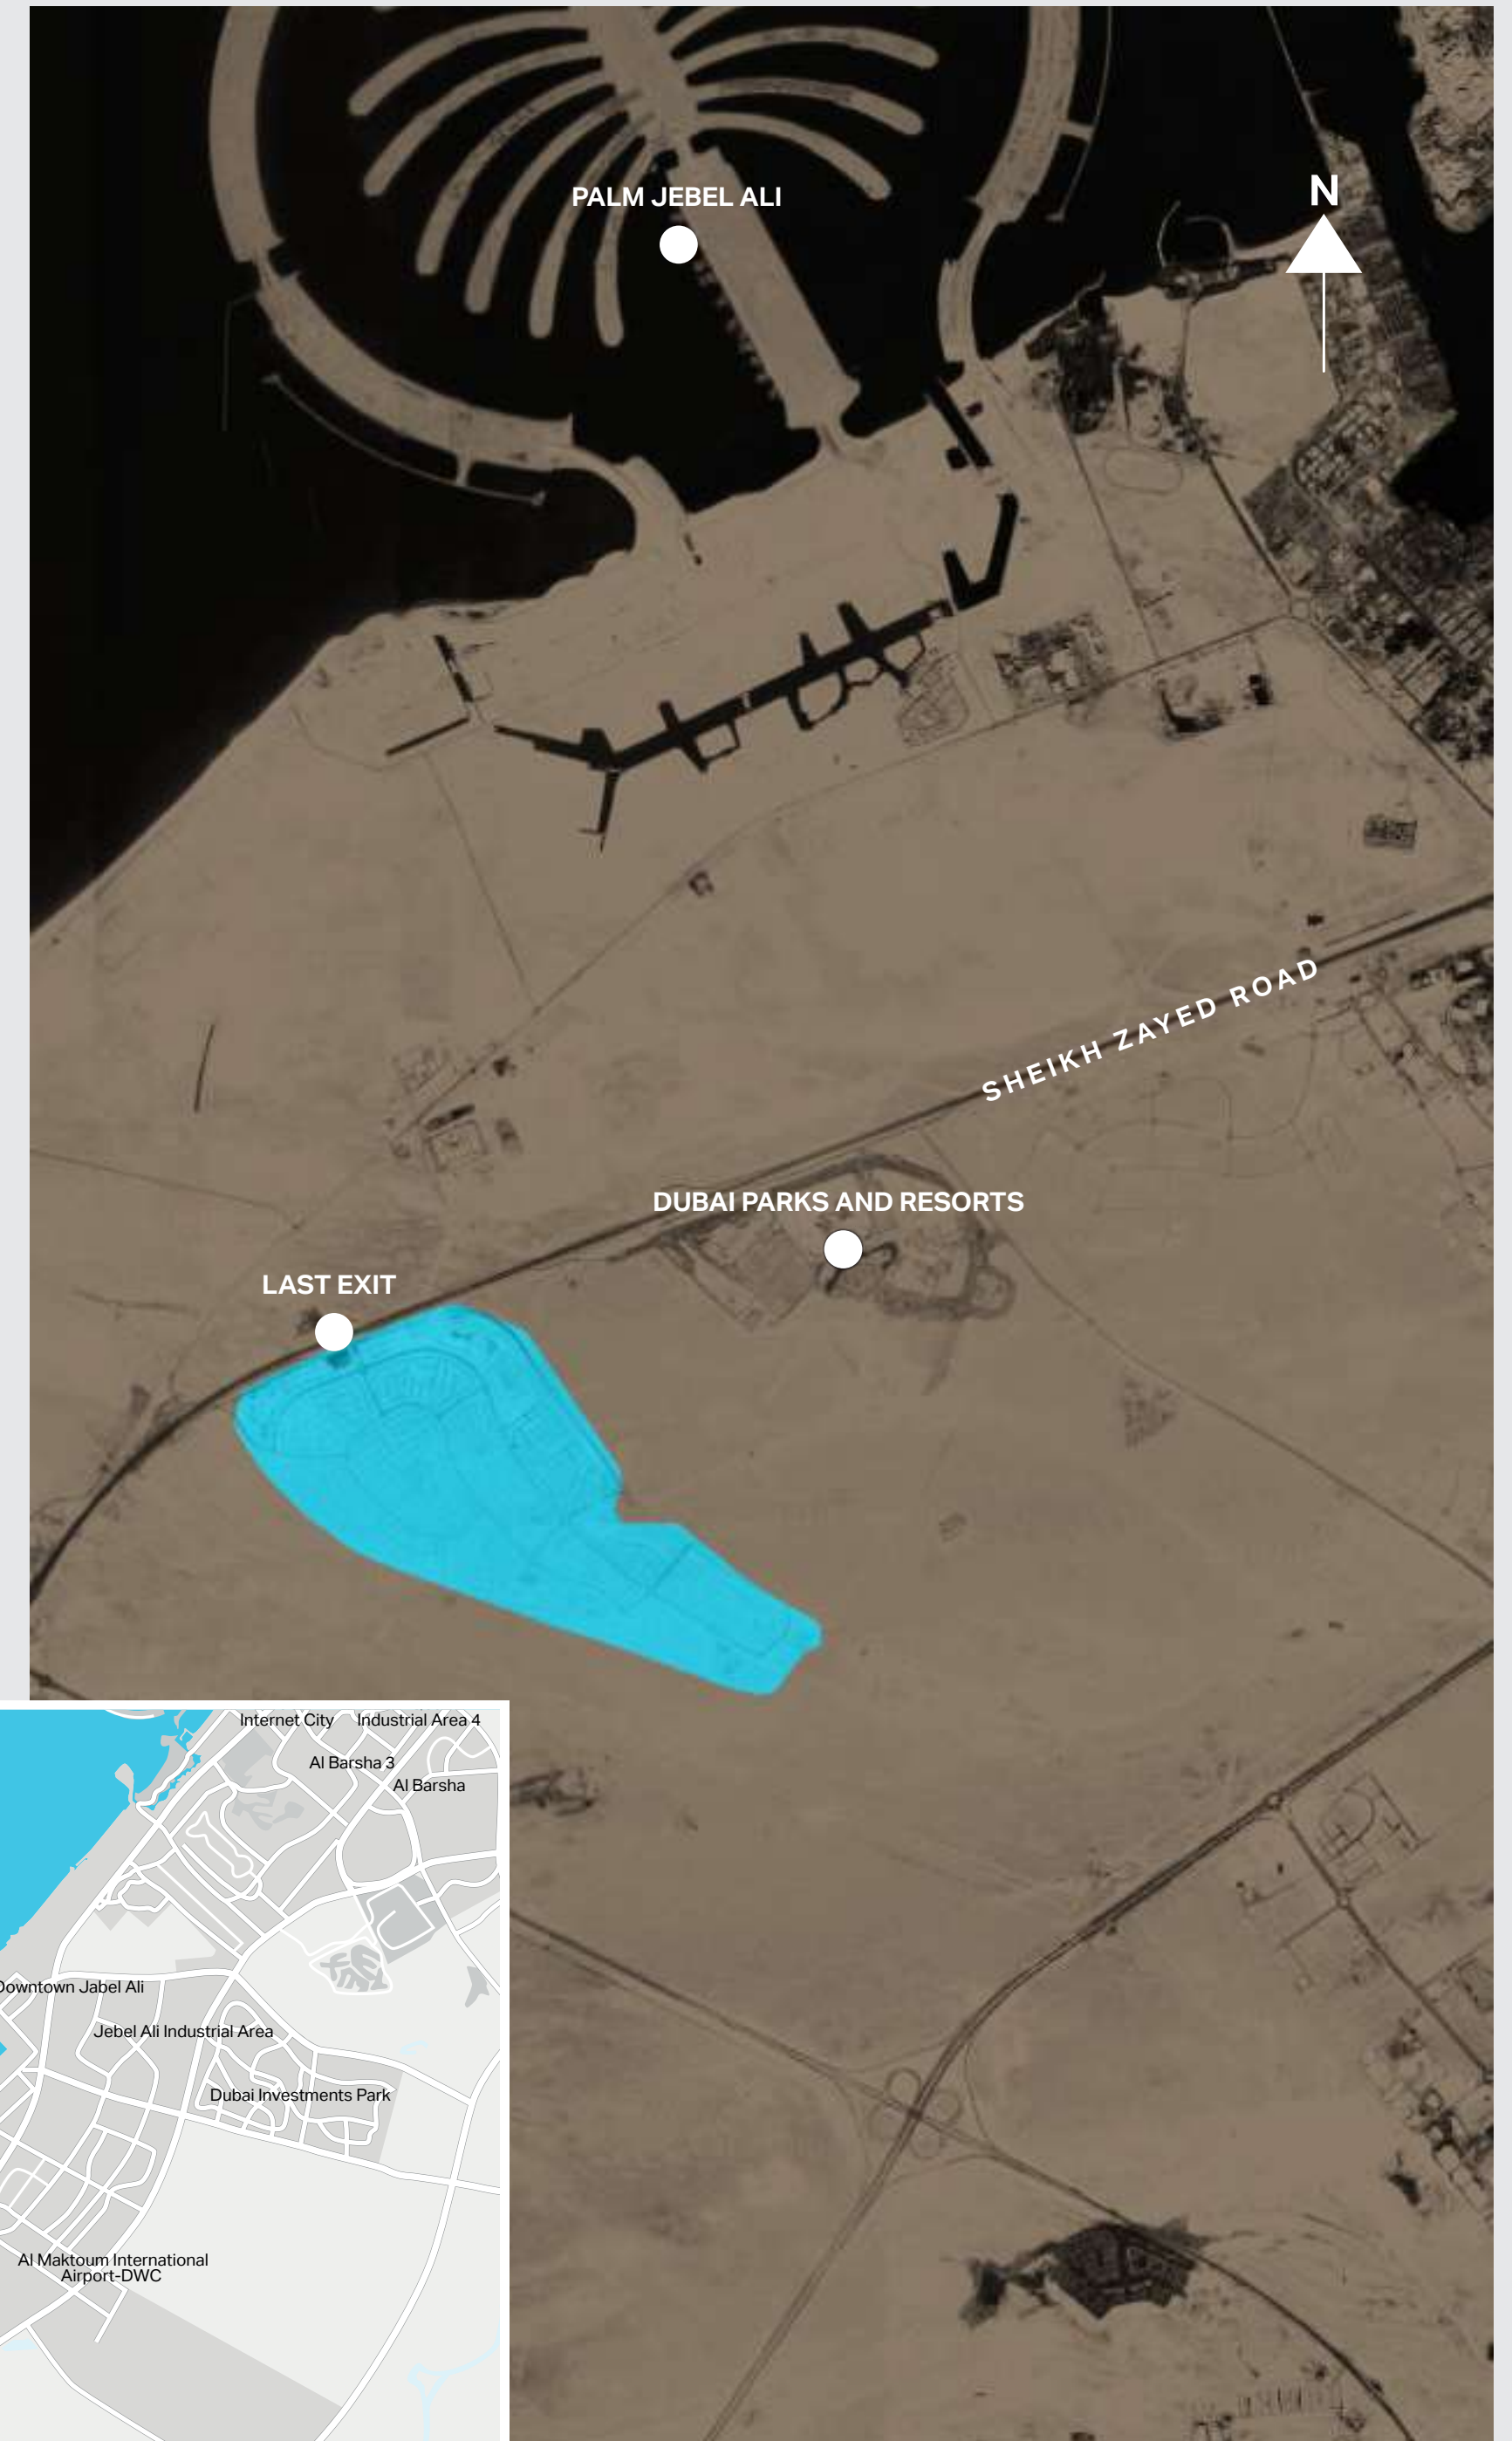 PALM JEBEL ALI
N
SHEIKH ZAYED ROAD
DUBAI PARKS AND RESORTS
LAST EXIT
Internet City
Industrial Area 4
Al Barsha 3
Al Barsha
Downtown Jabel Ali
Jebel Ali Industrial Area
Dubai Investments Park
Al Maktoum International
Airport-DWC